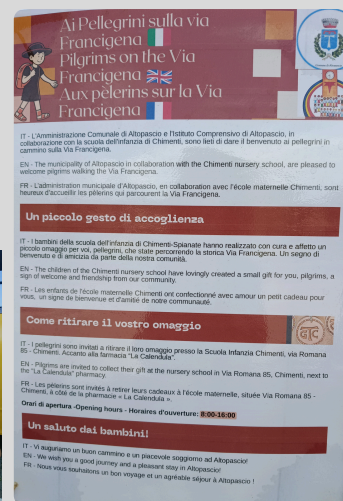 Ai Pellegrini sulla via
Francigena
Pilgrims on the Via
Francigena
Aux pèlerins sur la Via
Francigena
IT - L'Amministrazione Comunale di Altopascio e l'Istituto Comprensivo di Altopascio, in
collaborazione con la scuola dell'infanzia di Chimenti, sono lieti di dare il benvenuto ai pellegrini in
cammino sulla Via Francigena.
EN - The municipality of Altopascio in collaboration with the Chimenti nursery school, are pleased to
welcome pilgrims walking the Via Francigena.
FR - L'administration municipale d'Altopascio, en collaboration avec l'école maternelle Chimenti, sont
heureux d'accueillir les pèlerins qui parcourent la Via Francigena.
Un piccolo gesto di accoglienza
IT - I bambini della scuola dell'infanzia di Chimenti-Spianate hanno realizzato con cura e affetto un
piccolo omaggio per voi, pellegrini, che state percorrendo la storica Via Francigena. Un segno di
benvenuto e di amicizia da parte della nostra comunità.
EN - The children of the Chimenti nursery school have lovingly created a small gift for you, pilgrims, a
sign of welcome and friendship from our community.
FR - Les enfants de l'école maternelle Chimenti ont confectionné avec amour un petit cadeau pour
vous, un signe de bienvenue et d'amitié de notre communauté.
Come ritirare il vostro omaggio
IT - I pellegrini sono invitati a ritirare il loro omaggio presso la Scuola Infanzia Chimenti, via Romana
85 - Chimenti. Accanto alla farmacia "La Calendula".
EN - Pilgrims are invited to collect their gift at the nursery school in Via Romana 85, Chimenti, next to
the "La Calendula" pharmacy.
FR - Les pèlerins sont invités à retirer leurs cadeaux à l'école maternelle, située Via Romana 85 -
Chimenti, à côté de la pharmacie « La Calendula ».
Orari di apertura -Opening hours - Horaires d'ouverture: 8:00-16:00
Un saluto dai bambini!
IT - Vi auguriamo un buon cammino e un piacevole soggiorno ad Altopascio!
EN - We wish you a good journey and a pleasant stay in Altopascio!
FR - Nous vous souhaitons un bon voyage et un agréable séjour à Altopascio !